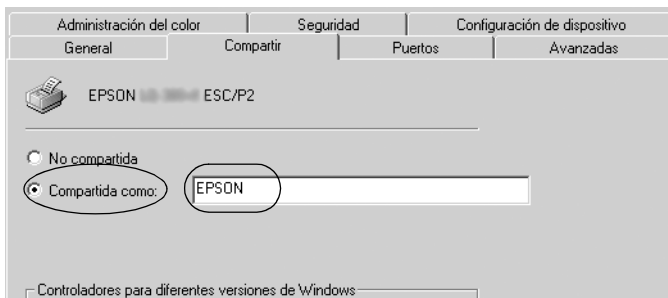 Administración del color Seguridad Configuración de dispositivo
General Compartir Puertos Avanzadas
EPSON ESC/P2
No compartida
Compartida como: EPSON
Controladores para diferentes versiones de Windows